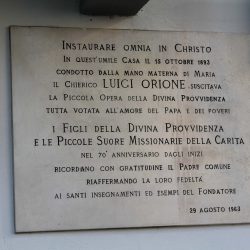 INSTAURARE OMNIA IN CHRISTO
IN QUEST'UMILE CASA IL 15 OTTOBRE 1893
CONDOTTO DALLA MANO MATERNA DI MARIA
IL CHIERICO LUIGI ORIONE SUSCITAVA
LA PICCOLA OPERA DELLA DIVINA PROVVIDENZA
TUTTA VOTATA ALL'AMORE DEL PAPA E DEI POVERI
I FIGLI DELLA DIVINA PROVVIDENZA
E LE PICCOLE SUORE MISSIONARIE DELLA CARITÀ
NEL 70° ANNIVERSARIO DAGLI INIZI
RICORDANO CON GRATITUDINE IL PADRE COMUNE
RIAFFERMANDO LA LORO FEDELTÀ
AI SANTI INSEGNAMENTI ED ESEMPI DEL FONDATORE
29 AGOSTO 1963